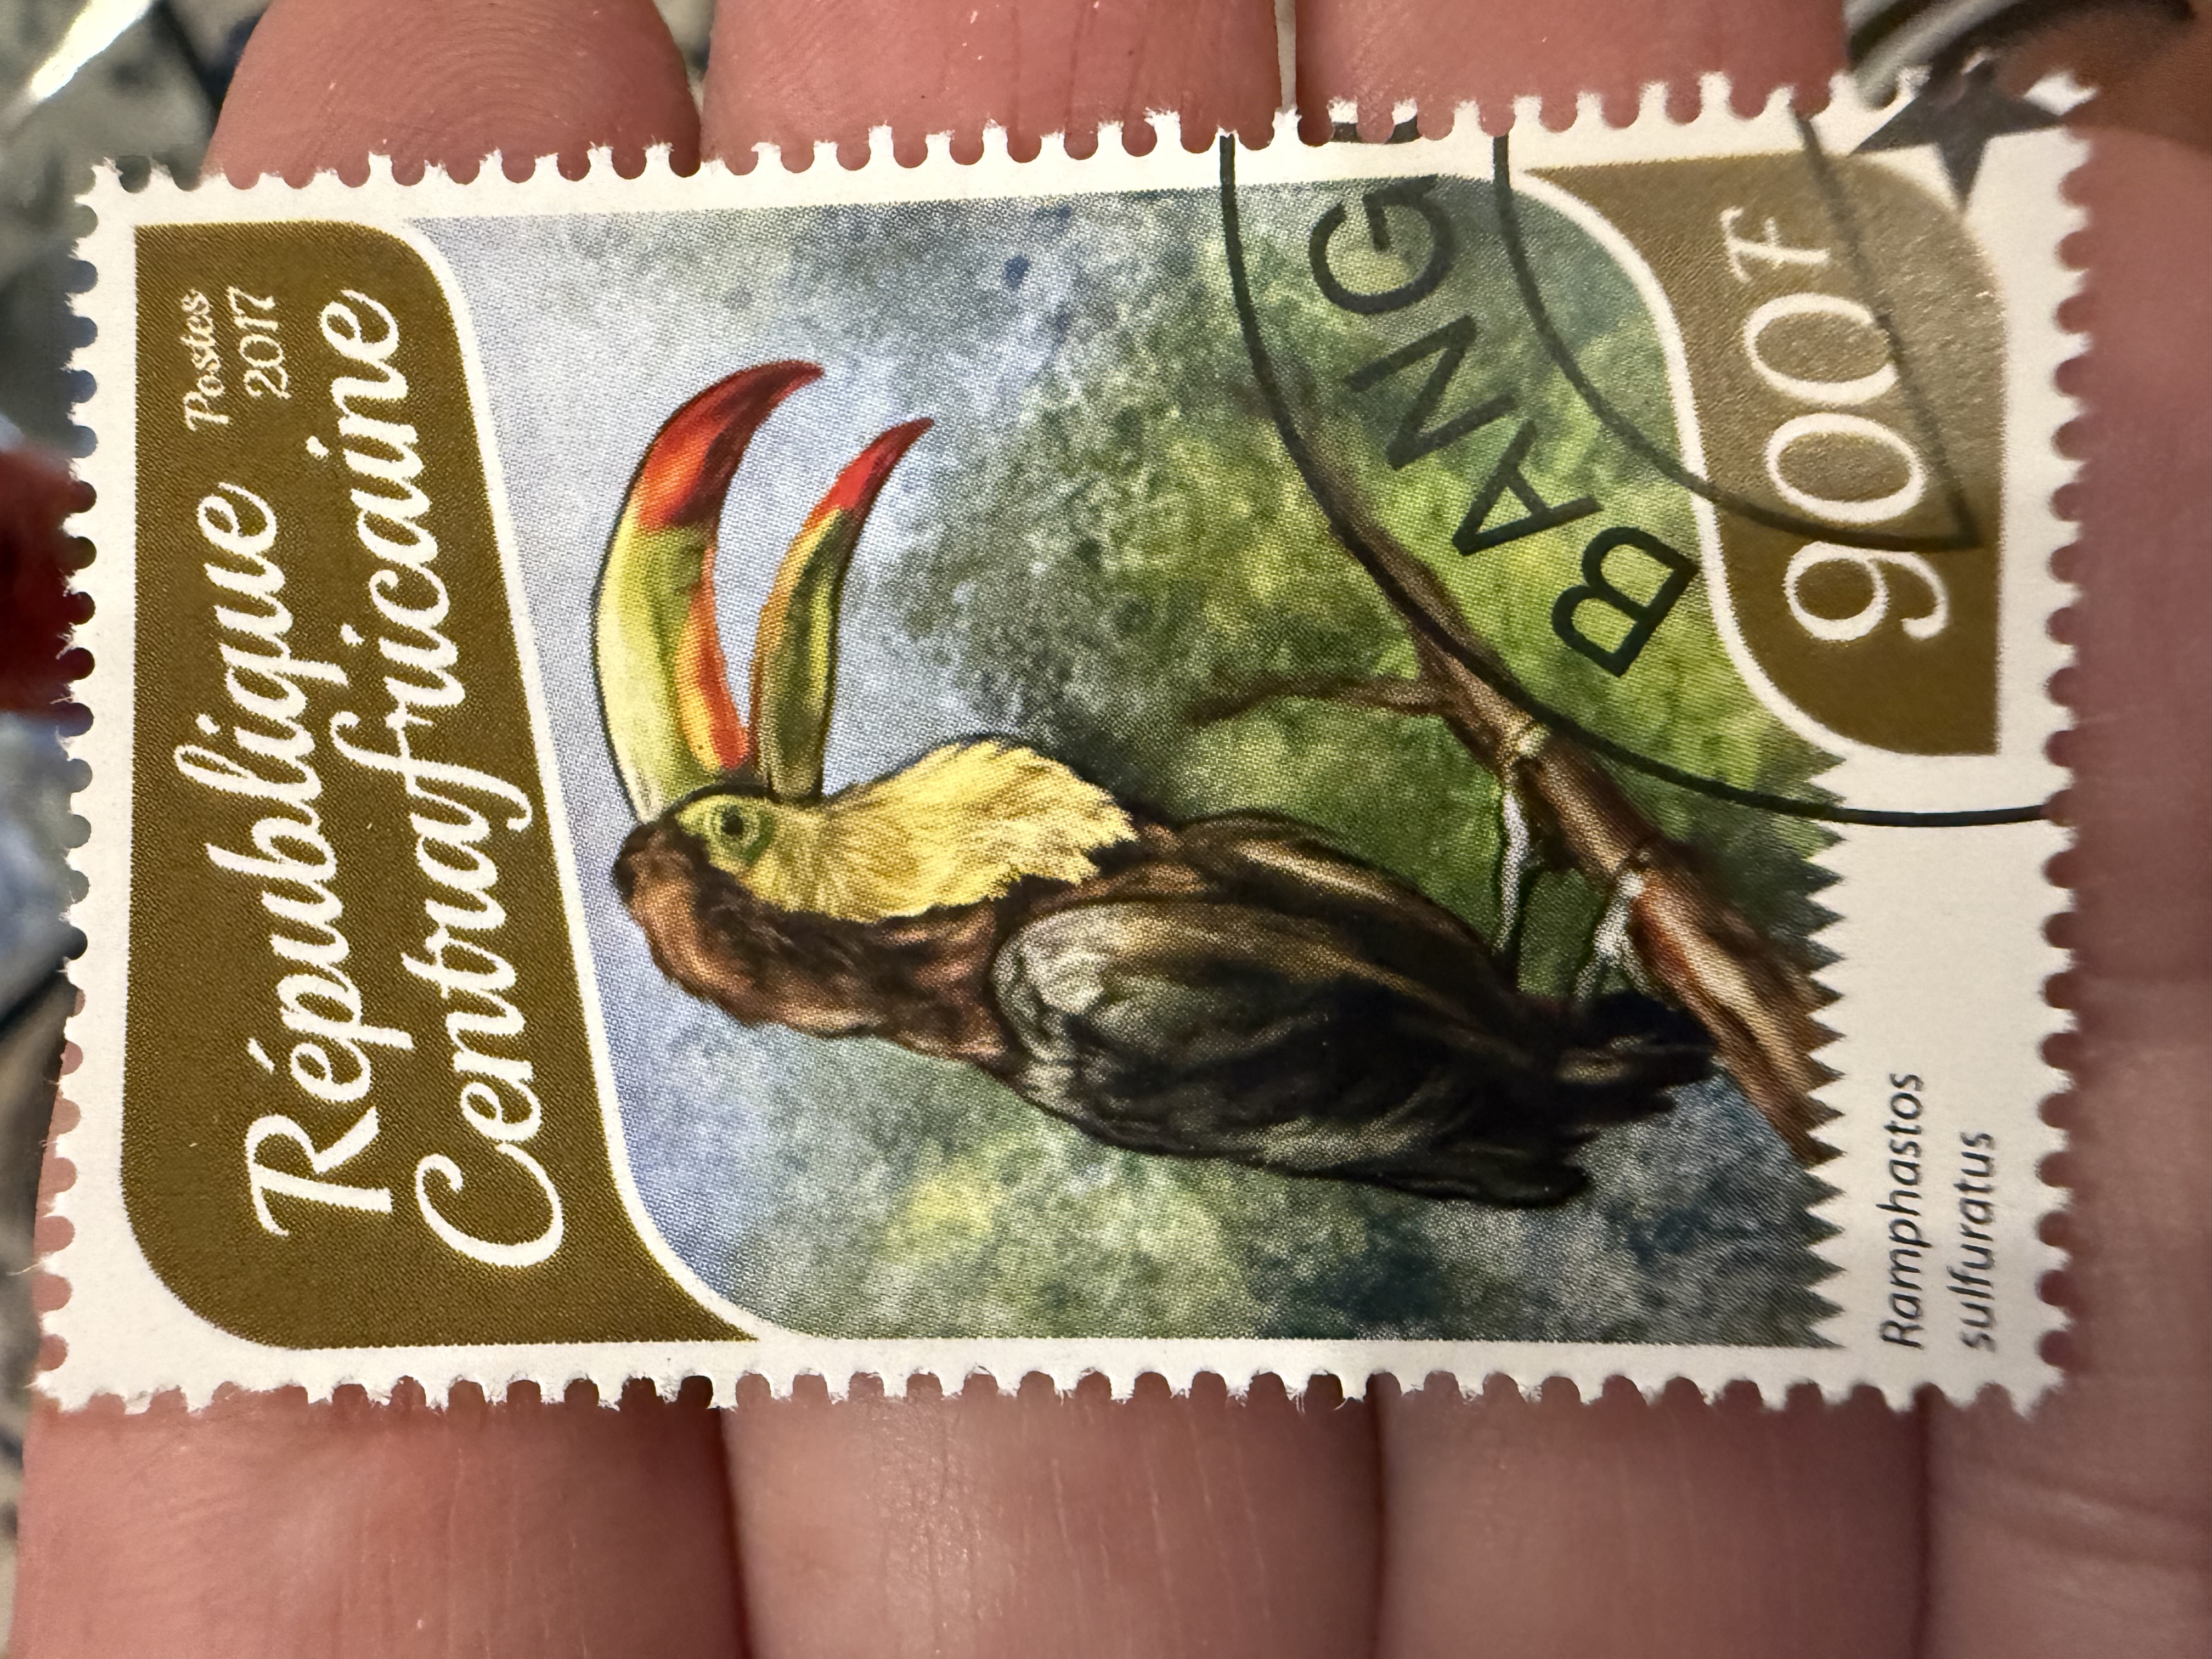 Postes
2017
République
Centrafricaine
BANG
900F
Ramphastos
sulfuratus